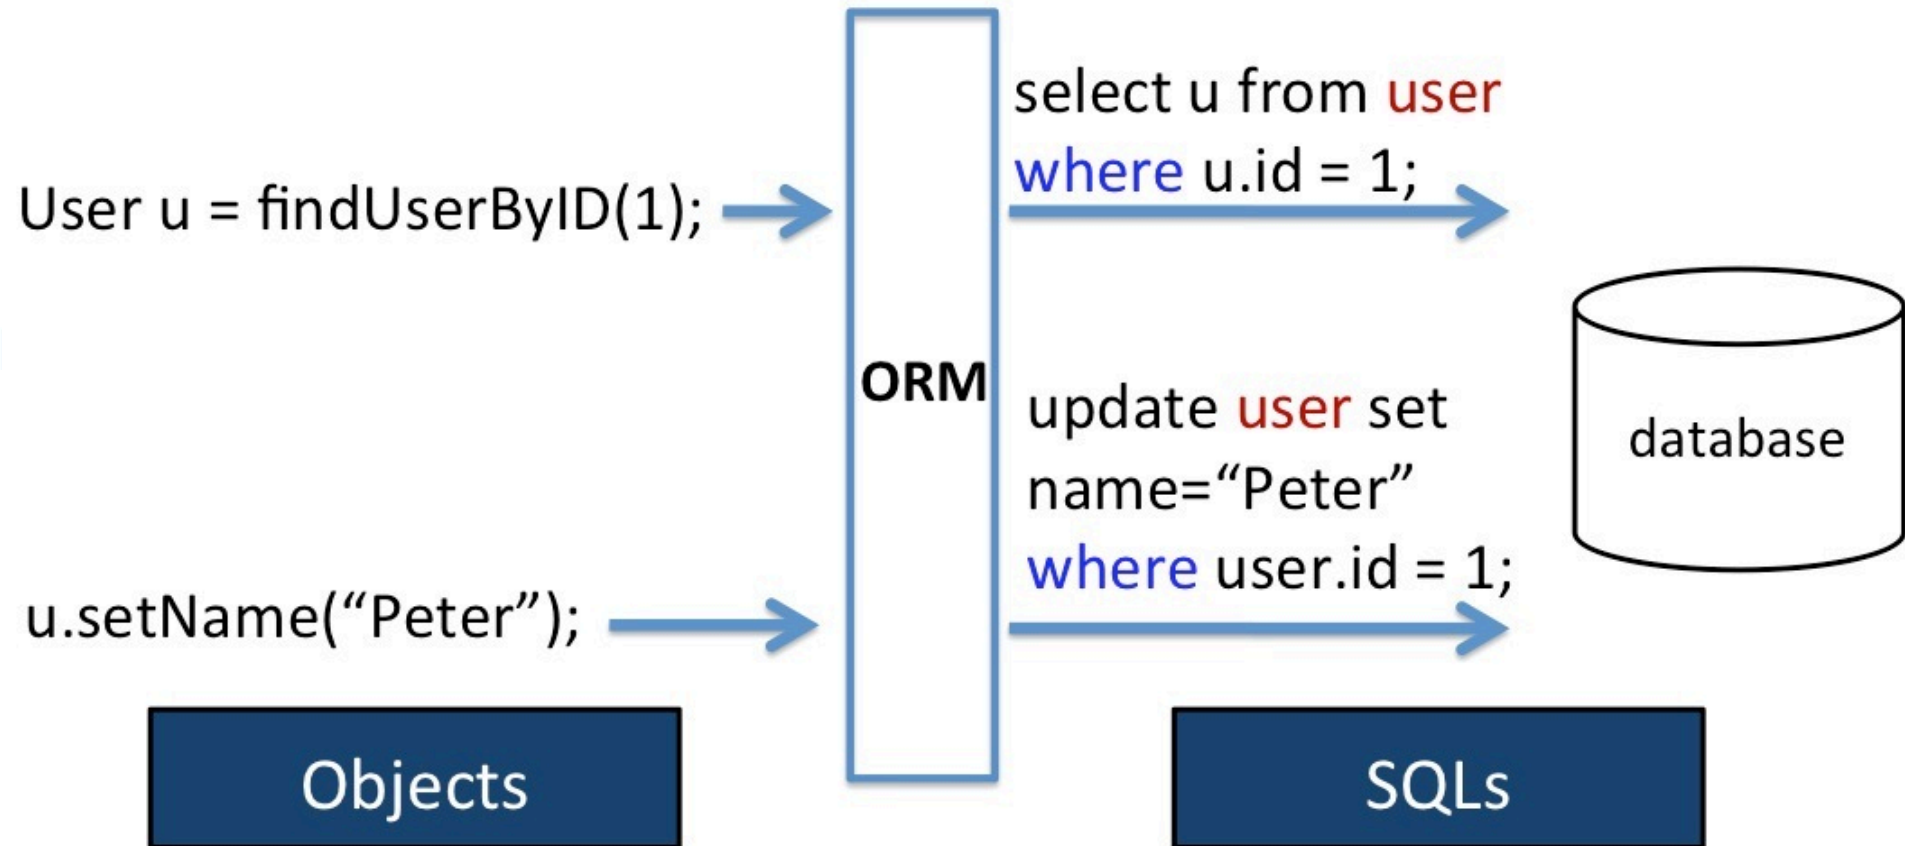 select u from user
where u.id = 1;
User u = findUserByID(1);
ORM
update user set
name=“Peter”
where user.id = 1;
database
u.setName(“Peter”);
Objects
SQLs